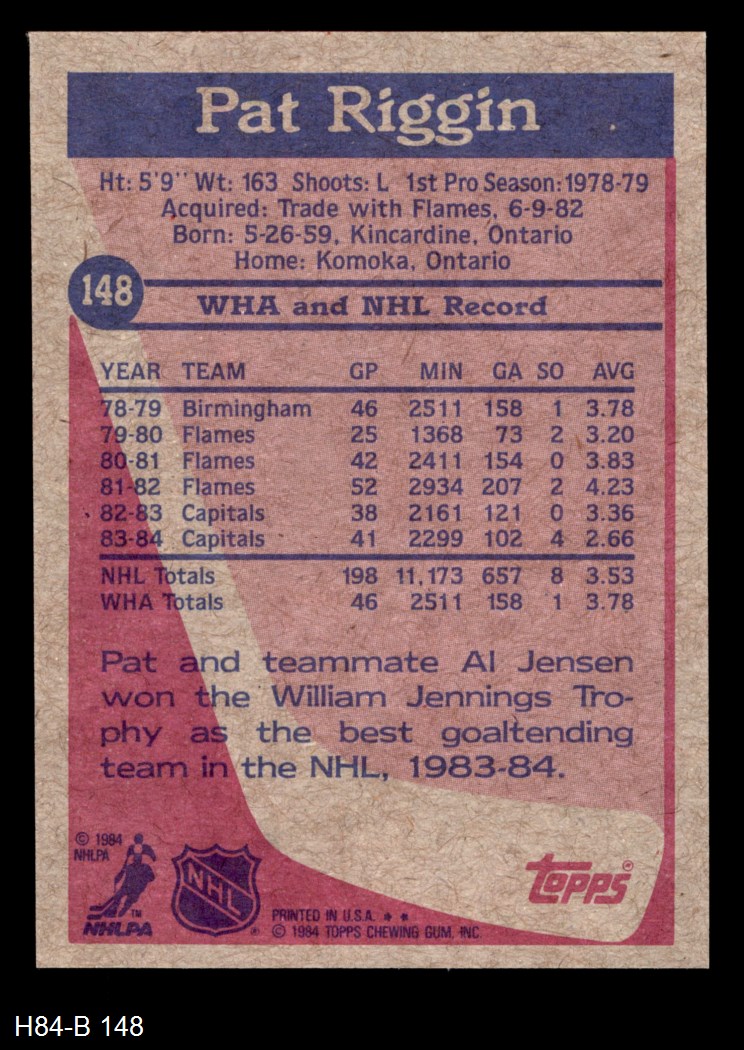 Pat Riggin
Ht: 5'9" Wt: 163 Shoots: L 1st Pro Season: 1978-79
Acquired: Trade with Flames, 6-9-82
Born: 5-26-59, Kincardine, Ontario
Home: Komoka, Ontario
148
WHA and NHL Record
YEAR TEAM GP MIN GA SO AVG
78-79 Birmingham 46 2511 158 1 3.78
79-80 Flames 25 1368 73 2 3.20
80-81 Flames 42 2411 154 0 3.83
81-82 Flames 52 2934 207 2 4.23
82-83 Capitals 38 2161 121 0 3.36
83-84 Capitals 41 2299 102 4 2.66
NHL Totals 198 11,173 657 8 3.53
WHA Totals 46 2511 158 1 3.78
Pat and teammate Al Jensen
won the William Jennings Tro-
phy as the best goaltending
team in the NHL, 1983-84.
© 1984
NHLPA
TM
NHLPA
NHL
®
PRINTED IN U.S.A. * *
© 1984 TOPPS CHEWING GUM, INC.
topps®
H84-B 148